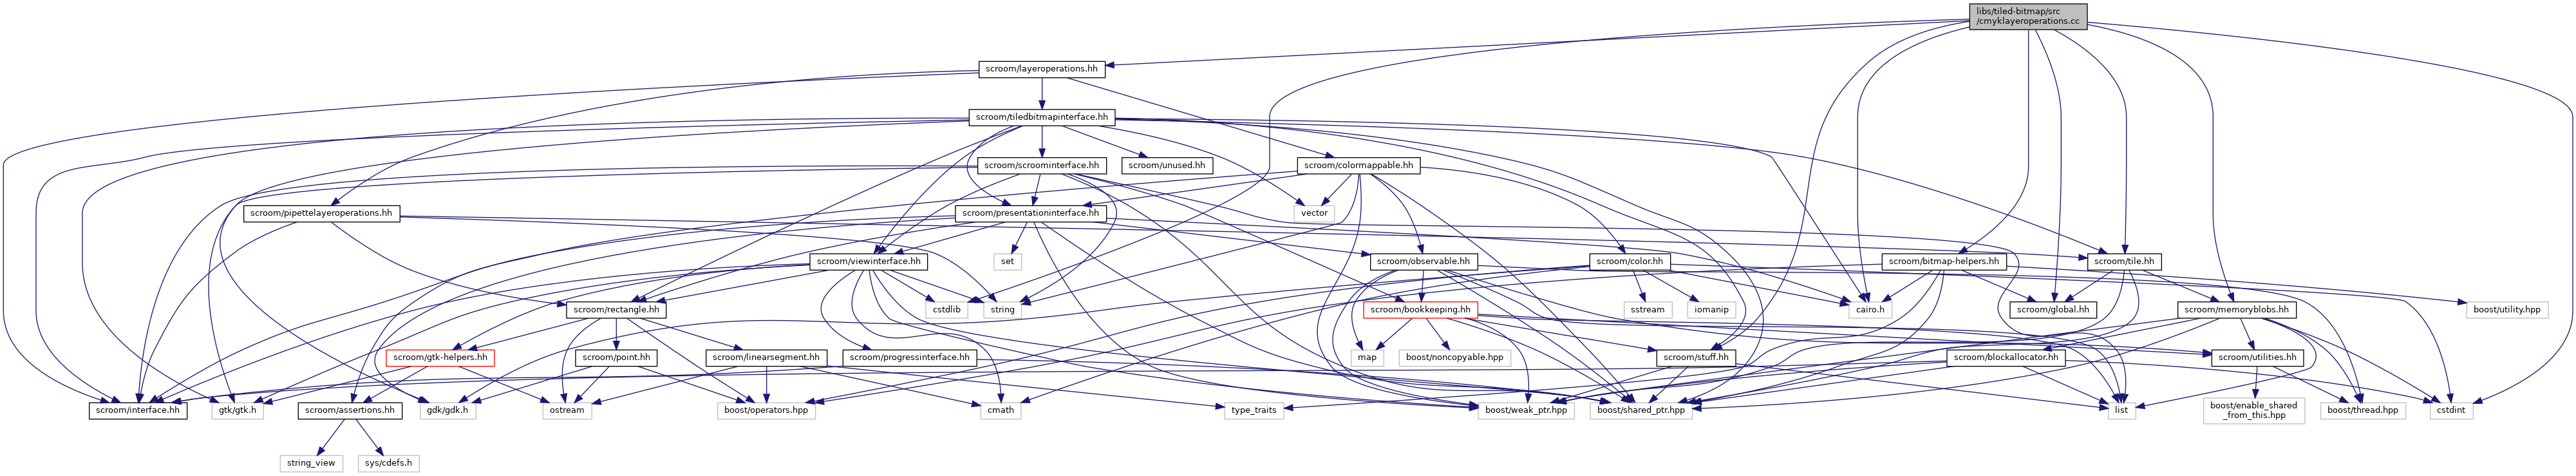 libs/tiled-bitmap/src
/cmyklayeroperations.cc
scroom/layeroperations.hh
scroom/tiledbitmapinterface.hh
scroom/scroominterface.hh
scroom/unused.hh
scroom/colormappable.hh
scroom/pipettelayeroperations.hh
scroom/presentationinterface.hh
vector
scroom/viewinterface.hh
set
scroom/observable.hh
scroom/color.hh
scroom/bitmap-helpers.hh
scroom/tile.hh
scroom/rectangle.hh
cstdlib
string
scroom/bookkeeping.hh
sstream
iomanip
cairo.h
scroom/global.hh
scroom/memoryblobs.hh
boost/utility.hpp
scroom/gtk-helpers.hh
scroom/point.hh
scroom/linearsegment.hh
scroom/progressinterface.hh
map
boost/noncopyable.hpp
scroom/stuff.hh
scroom/blockallocator.hh
scroom/utilities.hh
scroom/interface.hh
gtk/gtk.h
scroom/assertions.hh
gdk/gdk.h
ostream
boost/operators.hpp
cmath
type_traits
boost/weak_ptr.hpp
boost/shared_ptr.hpp
list
boost/enable_shared
_from_this.hpp
boost/thread.hpp
cstdint
string_view
sys/cdefs.h